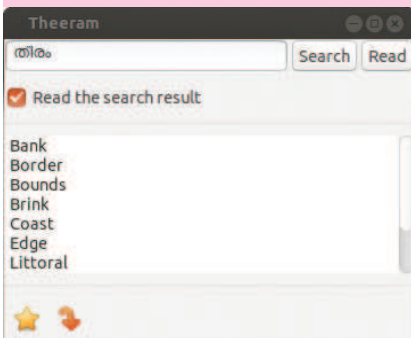 Theeram
തിരം Search Read
Read the search result
Bank
Border
Bounds
Brink
Coast
Edge
Littoral